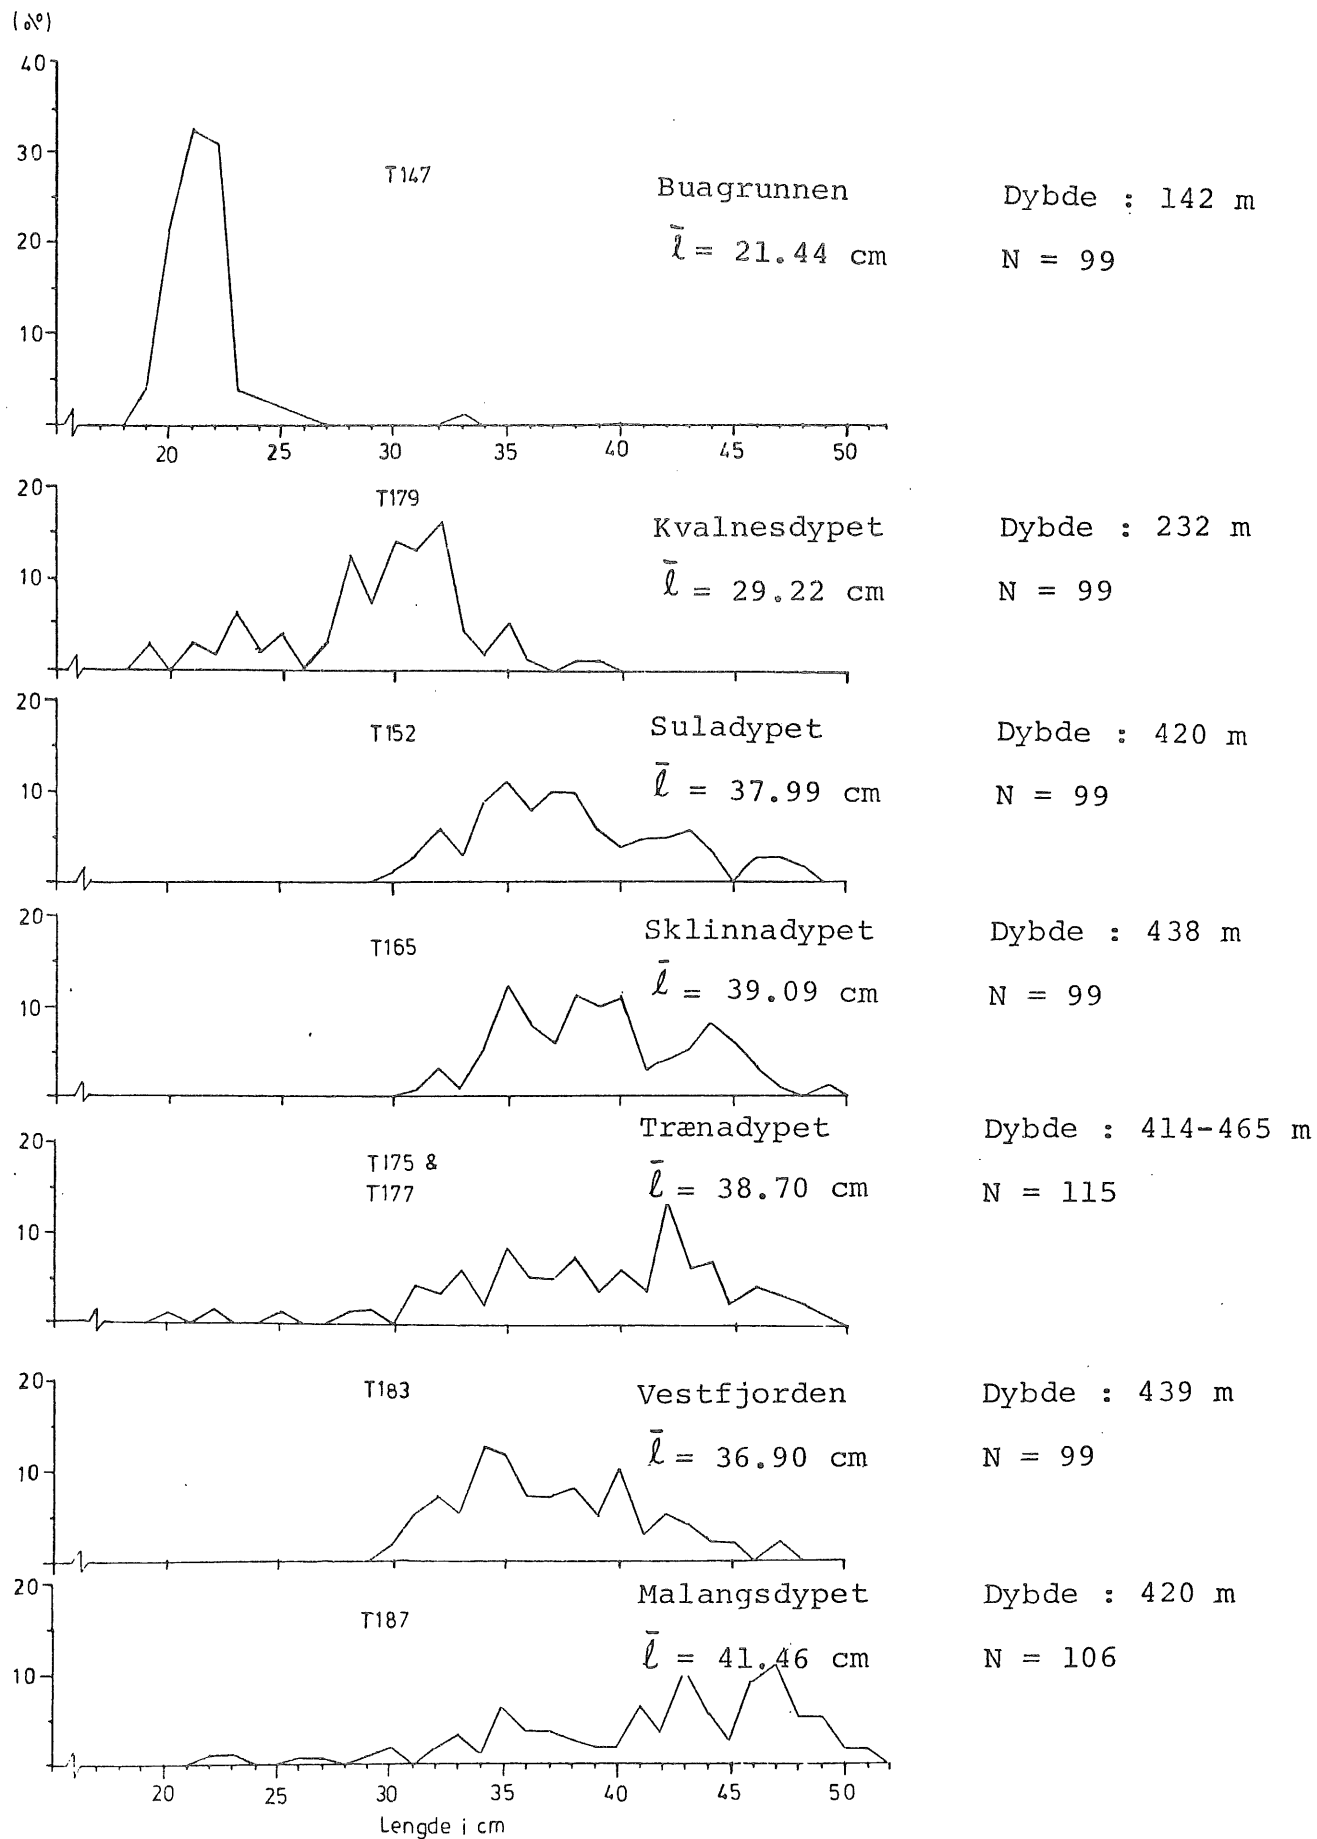 (%)
40
30
20
10
T147
Buagrunnen
Dybde : 142 m
l̄ = 21.44 cm
N = 99
20 25 30 35 40 45 50
20
10
T179
Kvalnesdypet
Dybde : 232 m
l̄ = 29.22 cm
N = 99
20
10
T152
Suladypet
Dybde : 420 m
l̄ = 37.99 cm
N = 99
20
10
T165
Sklinnadypet
Dybde : 438 m
l̄ = 39.09 cm
N = 99
20
10
T175 &
T177
Trænadypet
Dybde : 414-465 m
l̄ = 38.70 cm
N = 115
20
10
T183
Vestfjorden
Dybde : 439 m
l̄ = 36.90 cm
N = 99
20
10
T187
Malangsdypet
Dybde : 420 m
l̄ = 41.46 cm
N = 106
20 25 30 35 40 45 50
Lengde i cm